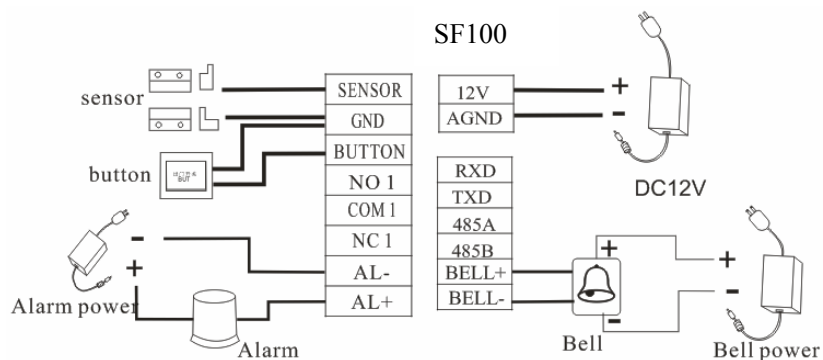 SF100
sensor
button
BUT
Alarm power
Alarm
SENSOR
GND
BUTTON
NO 1
COM 1
NC 1
AL-
AL+
-
+
12V
AGND
+
-
DC12V
RXD
TXD
485A
485B
BELL+
BELL-
+
-
Bell
+
-
Bell power